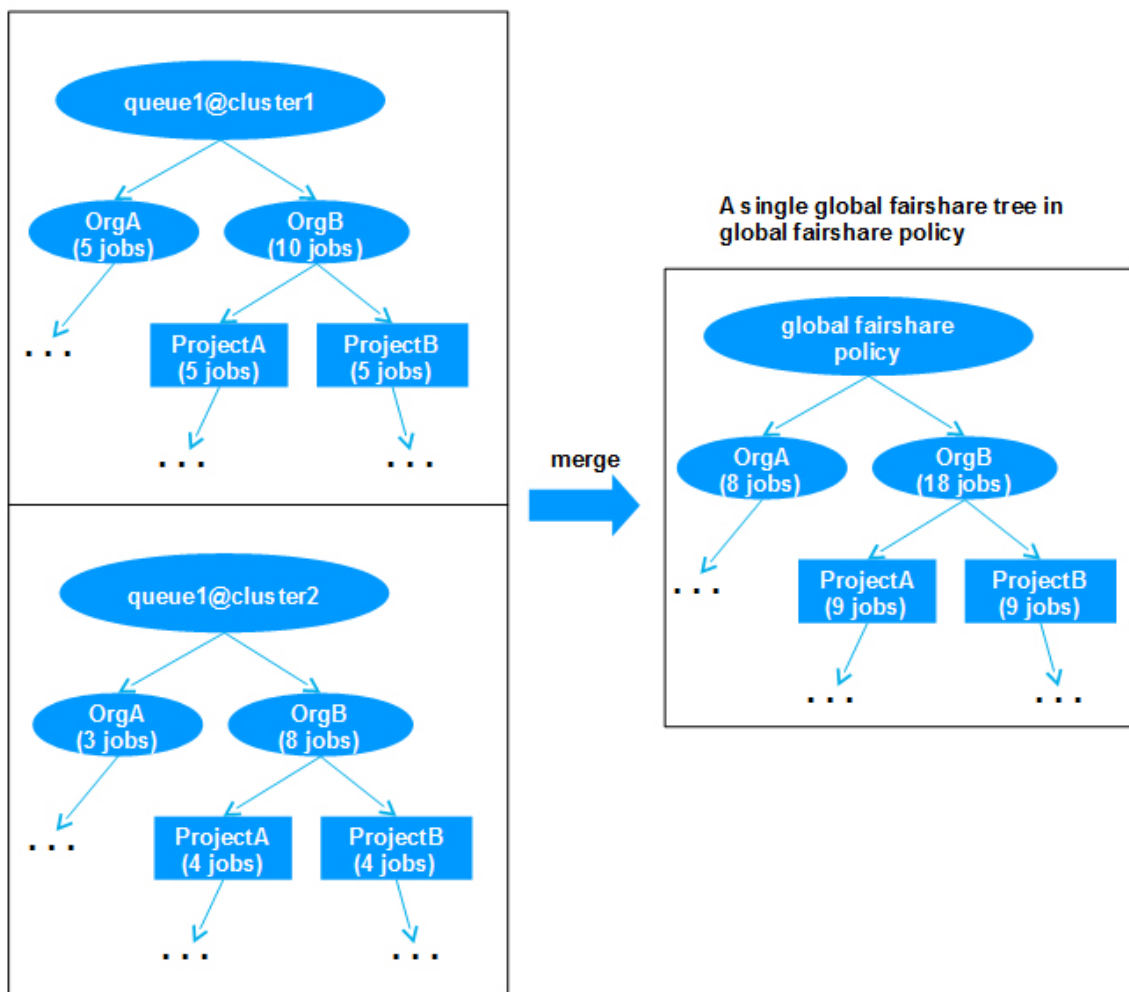 queue1@cluster1
OrgA
(5 jobs)
OrgB
(10 jobs)
. . .
ProjectA
(5 jobs)
ProjectB
(5 jobs)
. . .
. . .
queue1@cluster2
OrgA
(3 jobs)
OrgB
(8 jobs)
. . .
ProjectA
(4 jobs)
ProjectB
(4 jobs)
. . .
. . .
merge
A single global fairshare tree in
global fairshare policy
global fairshare
policy
OrgA
(8 jobs)
OrgB
(18 jobs)
. . .
ProjectA
(9 jobs)
ProjectB
(9 jobs)
. . .
. . .